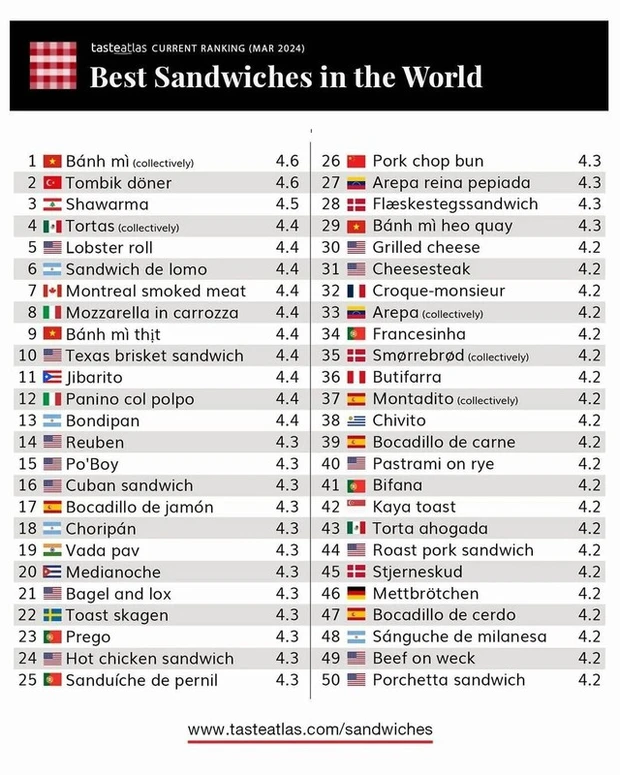 tasteatlas CURRENT RANKING (MAR 2024)
Best Sandwiches in the World
1 Bánh mì (collectively) 4.6
2 Tombik döner 4.6
3 Shawarma 4.5
4 Tortas (collectively) 4.4
5 Lobster roll 4.4
6 Sandwich de lomo 4.4
7 Montreal smoked meat 4.4
8 Mozzarella in carrozza 4.4
9 Bánh mì thịt 4.4
10 Texas brisket sandwich 4.4
11 Jibarito 4.4
12 Panino col polpo 4.4
13 Bondipan 4.4
14 Reuben 4.3
15 Po'Boy 4.3
16 Cuban sandwich 4.3
17 Bocadillo de jamón 4.3
18 Choripán 4.3
19 Vada pav 4.3
20 Medianoche 4.3
21 Bagel and lox 4.3
22 Toast skagen 4.3
23 Prego 4.3
24 Hot chicken sandwich 4.3
25 Sanduíche de pernil 4.3
26 Pork chop bun 4.3
27 Arepa reina pepiada 4.3
28 Flæskestegssandwich 4.3
29 Bánh mì heo quay 4.3
30 Grilled cheese 4.2
31 Cheesesteak 4.2
32 Croque-monsieur 4.2
33 Arepa (collectively) 4.2
34 Francesinha 4.2
35 Smørrebrød (collectively) 4.2
36 Butifarra 4.2
37 Montadito (collectively) 4.2
38 Chivito 4.2
39 Bocadillo de carne 4.2
40 Pastrami on rye 4.2
41 Bifana 4.2
42 Kaya toast 4.2
43 Torta ahogada 4.2
44 Roast pork sandwich 4.2
45 Stjerneskud 4.2
46 Mettbrötchen 4.2
47 Bocadillo de cerdo 4.2
48 Sánguche de milanesa 4.2
49 Beef on weck 4.2
50 Porchetta sandwich 4.2
www.tasteatlas.com/sandwiches